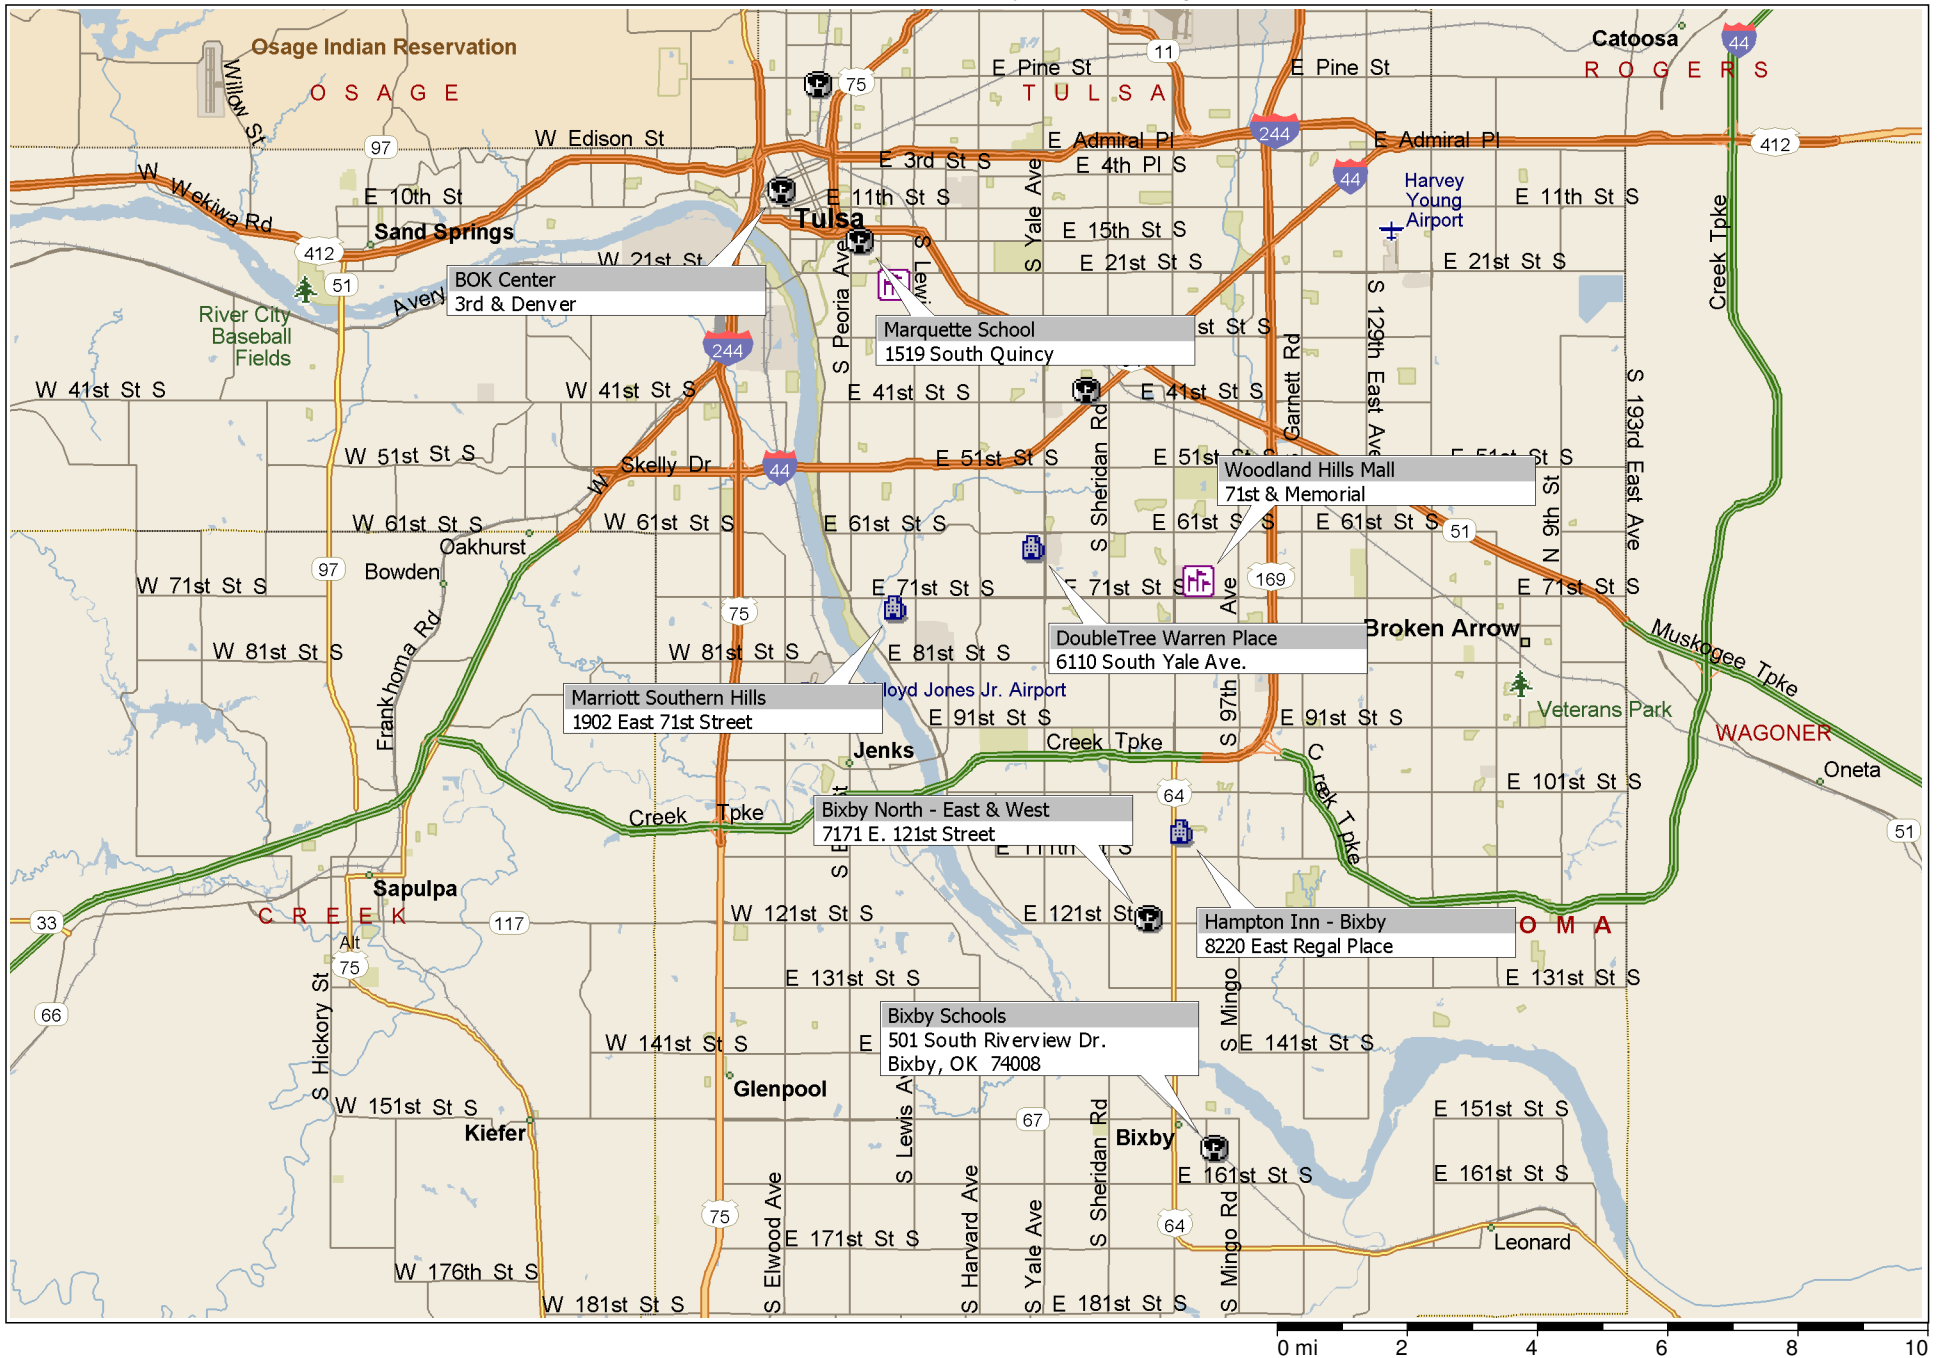 Osage Indian Reservation
Catoosa
44
11
O S A G E
Willow St
75
E Pine St
E Pine St
R O G E R S
T U L S A
W Edison St
97
E Admiral Pl
244
E Admiral Pl
412
E 3rd St S
E 4th Pl S
W Wekiwa Rd
E 10th St
E 11th St S
44
Harvey
Young
Airport
E 11th St S
Sand Springs
Tulsa
S Yale Ave
E 15th St S
412
W 21st St
E 21st St S
E 21st St S
51
Avery
BOK Center
3rd & Denver
S Peoria Ave
S Lewi
River City
Baseball
Fields
Creek Tpke
S 129th East Ave
Marquette School
1519 South Quincy
st St S
Garnett Rd
244
W 41st St S
W 41st St S
E 41st St S
E 41st St S
S 193rd East Ave
W 51st St S
W Skelly Dr
44
E 51st St S
E 51st S
E 51st St S
S Sheridan Rd
Woodland Hills Mall
71st & Memorial
N 9th St
W 61st St S
W 61st St S
E 61st St S
E 61st St S
E 61st St S
51
Oakhurst
Bowden
97
W 71st St S
E 71st St S
E 71st St S
169
E 71st St S
75
Frankhoma Rd
DoubleTree Warren Place
6110 South Yale Ave.
Broken Arrow
Muskogee Tpke
W 81st St S
W 81st St S
E 81st St S
Marriott Southern Hills
1902 East 71st Street
loyd Jones Jr. Airport
S 97th Ave
Veterans Park
E 91st St S
E 91st St S
WAGONER
Jenks
Creek Tpke
Creek Tpke
Oneta
E 101st St S
64
Creek Tpke
Bixby North - East & West
7171 E. 121st Street
51
E 111th St S
Sapulpa
C R E E K
33
117
W 121st St S
E 121st St
Hampton Inn - Bixby
8220 East Regal Place
O M A
Alt
75
E 131st St S
E 131st St S
66
S Hickory St
Bixby Schools
501 South Riverview Dr.
Bixby, OK 74008
S Mingo
W 141st St S
E
E 141st St S
Glenpool
W 151st St S
67
E 151st St S
Kiefer
S Lewis Av
S Sheridan Rd
Bixby
E 161st St S
E 161st St S
75
S Elwood Ave
E 171st St S
S Harvard Ave
S Yale Ave
64
S Mingo Rd
Leonard
W 176th St S
W 181st St S
E 181st St S
0 mi 2 4 6 8 10